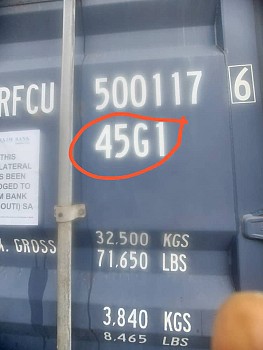 RFCU 500117 6
45G1
THIS
LATERAL
S BEEN
DGED TO
M BANK
OUTI) SA
. GROSS 32.500 KGS
71.650 LBS
3.840 KGS
8.465 LBS